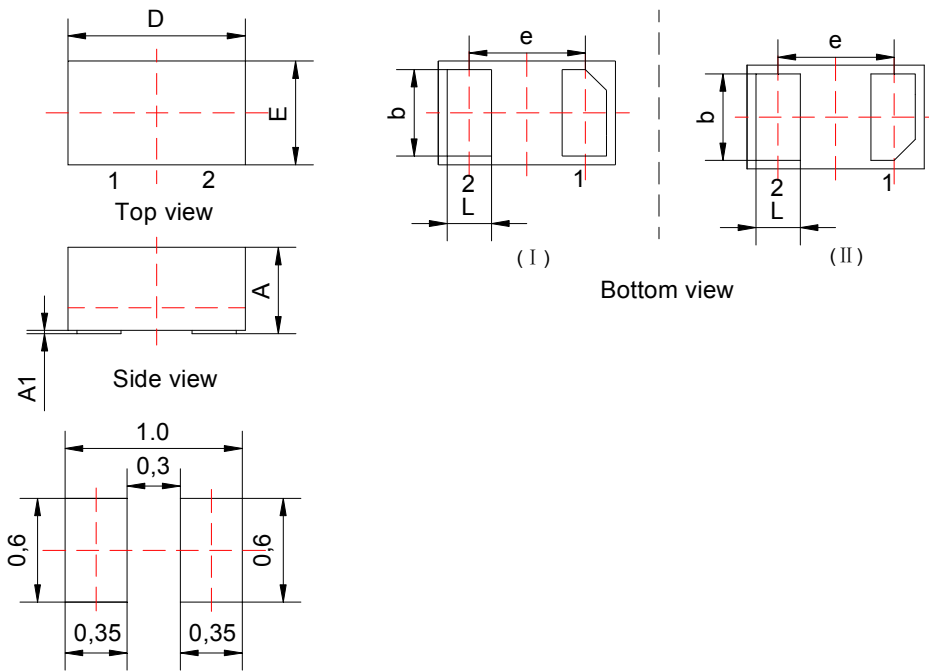 D
E
1 2
Top view
e
b
2 1
L
(Ⅰ)
e
b
2 1
L
(Ⅱ)
Bottom view
A
A1
Side view
1.0
0,3
0,6
0,6
0,35 0,35